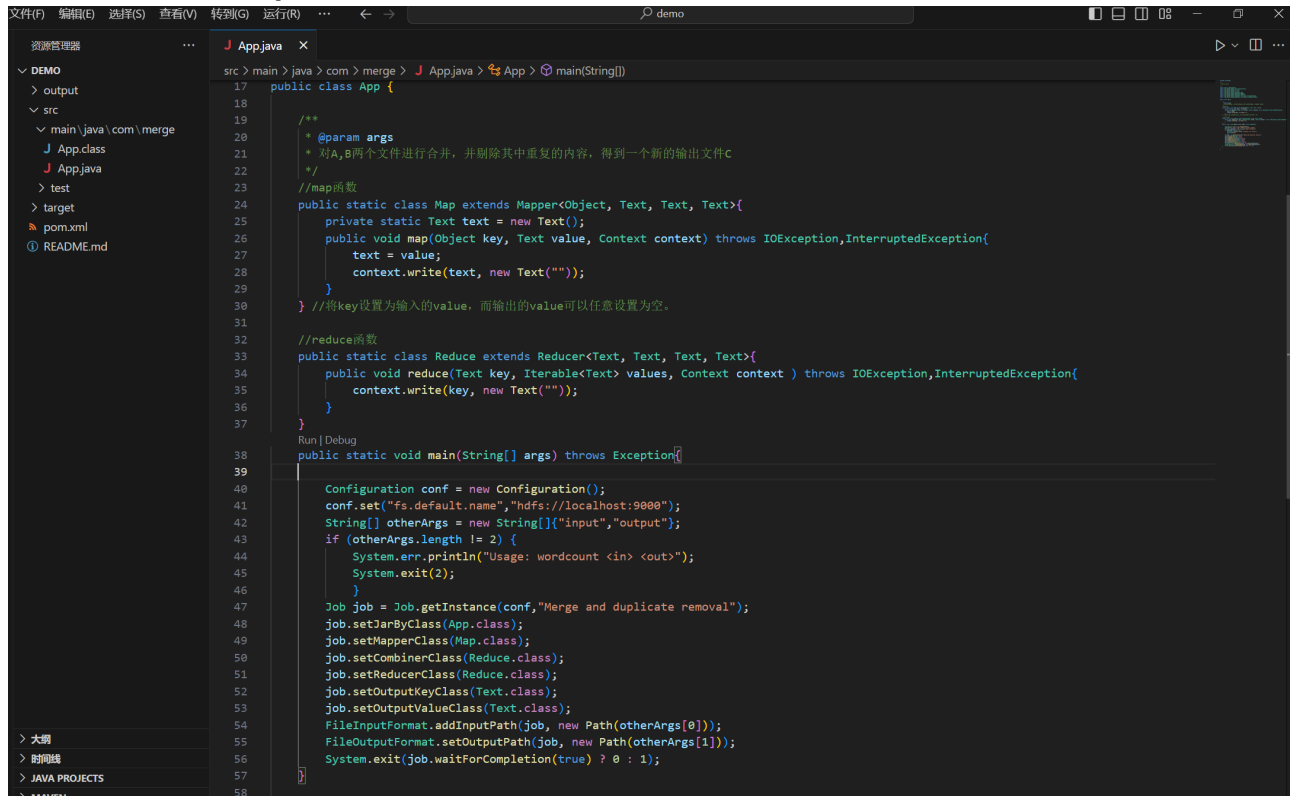 文件(F) 编辑(E) 选择(S) 查看(V) 转到(G) 运行(R) ··· ← → demo
资源管理器 ···
DEMO
output
src
main\java\com\merge
J App.class
J App.java
test
target
pom.xml
README.md
大纲
时间线
JAVA PROJECTS
J App.java ×
src > main > java > com > merge > J App.java > App > main(String[])
17 public class App {
18
19 /**
20 * @param args
21 * 对A,B两个文件进行合并，并剔除其中重复的内容，得到一个新的输出文件C
22 */
23 //map函数
24 public static class Map extends Mapper<Object, Text, Text, Text>{
25 private static Text text = new Text();
26 public void map(Object key, Text value, Context context) throws IOException,InterruptedException{
27 text = value;
28 context.write(text, new Text(""));
29 }
30 } //将key设置为输入的value，而输出的value可以任意设置为空。
31
32 //reduce函数
33 public static class Reduce extends Reducer<Text, Text, Text, Text>{
34 public void reduce(Text key, Iterable<Text> values, Context context ) throws IOException,InterruptedException{
35 context.write(key, new Text(""));
36 }
37 }
Run | Debug
38 public static void main(String[] args) throws Exception{
39
40 Configuration conf = new Configuration();
41 conf.set("fs.default.name","hdfs://localhost:9000");
42 String[] otherArgs = new String[]{"input","output"};
43 if (otherArgs.length != 2) {
44 System.err.println("Usage: wordcount <in> <out>");
45 System.exit(2);
46 }
47 Job job = Job.getInstance(conf,"Merge and duplicate removal");
48 job.setJarByClass(App.class);
49 job.setMapperClass(Map.class);
50 job.setCombinerClass(Reduce.class);
51 job.setReducerClass(Reduce.class);
52 job.setOutputKeyClass(Text.class);
53 job.setOutputValueClass(Text.class);
54 FileInputFormat.addInputPath(job, new Path(otherArgs[0]));
55 FileOutputFormat.setOutputPath(job, new Path(otherArgs[1]));
56 System.exit(job.waitForCompletion(true) ? 0 : 1);
57 }
58